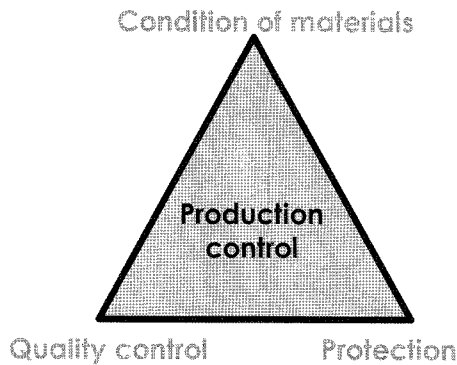 Condition of materials
Production
control
Quality control
Protection